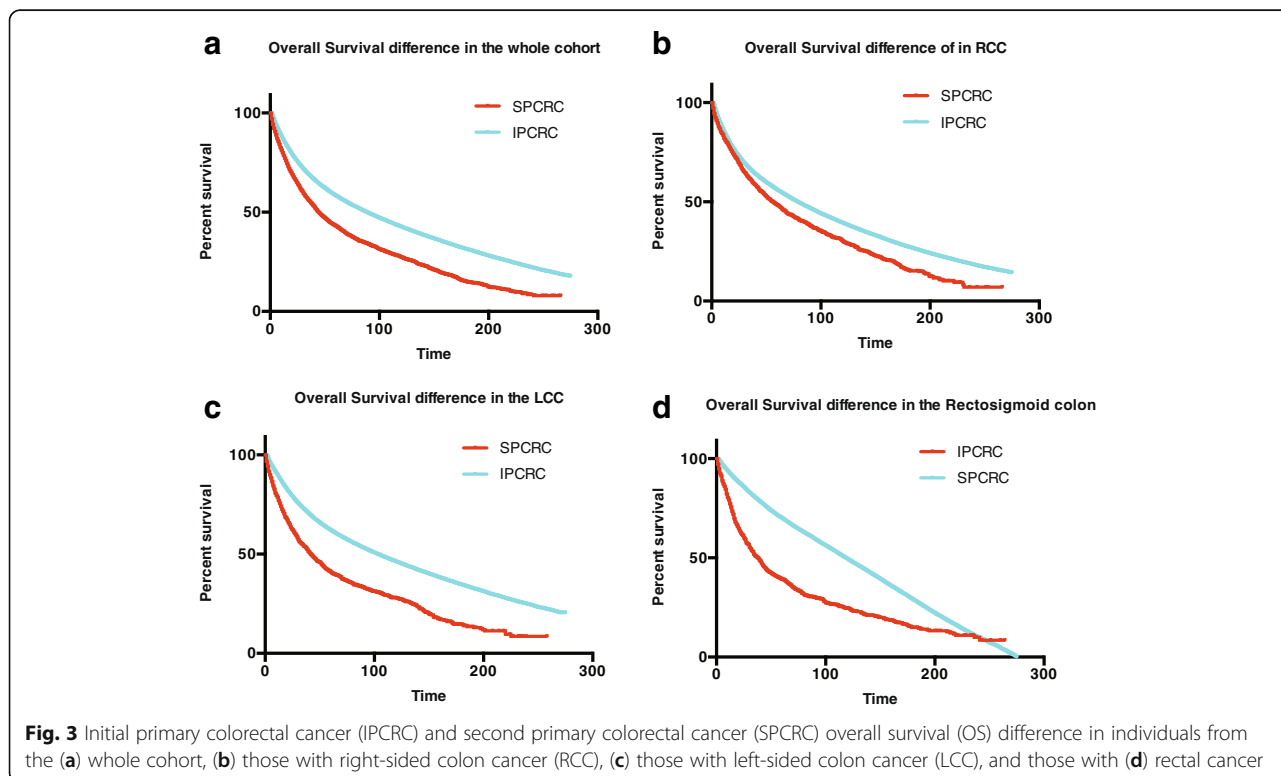 a
Overall Survival difference in the whole cohort
SPCRC
IPCRC
Percent survival
100
50
0
0 100 200 300
Time
b
Overall Survival difference of in RCC
SPCRC
IPCRC
Percent survival
100
50
0
0 100 200 300
Time
c
Overall Survival difference in the LCC
SPCRC
IPCRC
Percent survival
100
50
0
0 100 200 300
Time
d
Overall Survival difference in the Rectosigmoid colon
IPCRC
SPCRC
Percent survival
100
50
0
0 100 200 300
Time
Fig. 3 Initial primary colorectal cancer (IPCRC) and second primary colorectal cancer (SPCRC) overall survival (OS) difference in individuals from
the (a) whole cohort, (b) those with right-sided colon cancer (RCC), (c) those with left-sided colon cancer (LCC), and those with (d) rectal cancer